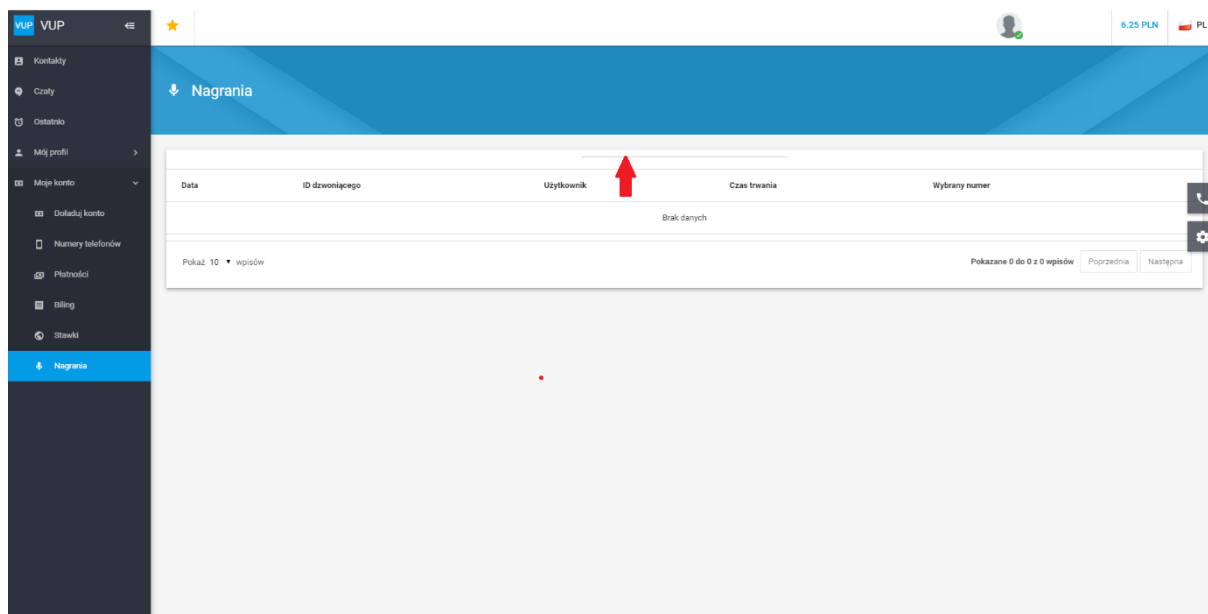 VUP VUP
6.25 PLN
PL
Kontakty
Czaty
Ostatnio
Mój profil
Moje konto
Doładuj konto
Numery telefonów
Płatności
Biling
Stawki
Nagrania
Nagrania
Data ID dzwoniącego Użytkownik Czas trwania Wybrany numer
Brak danych
Pokaż 10 wpisów
Pokazane 0 do 0 z 0 wpisów Poprzednia Następna